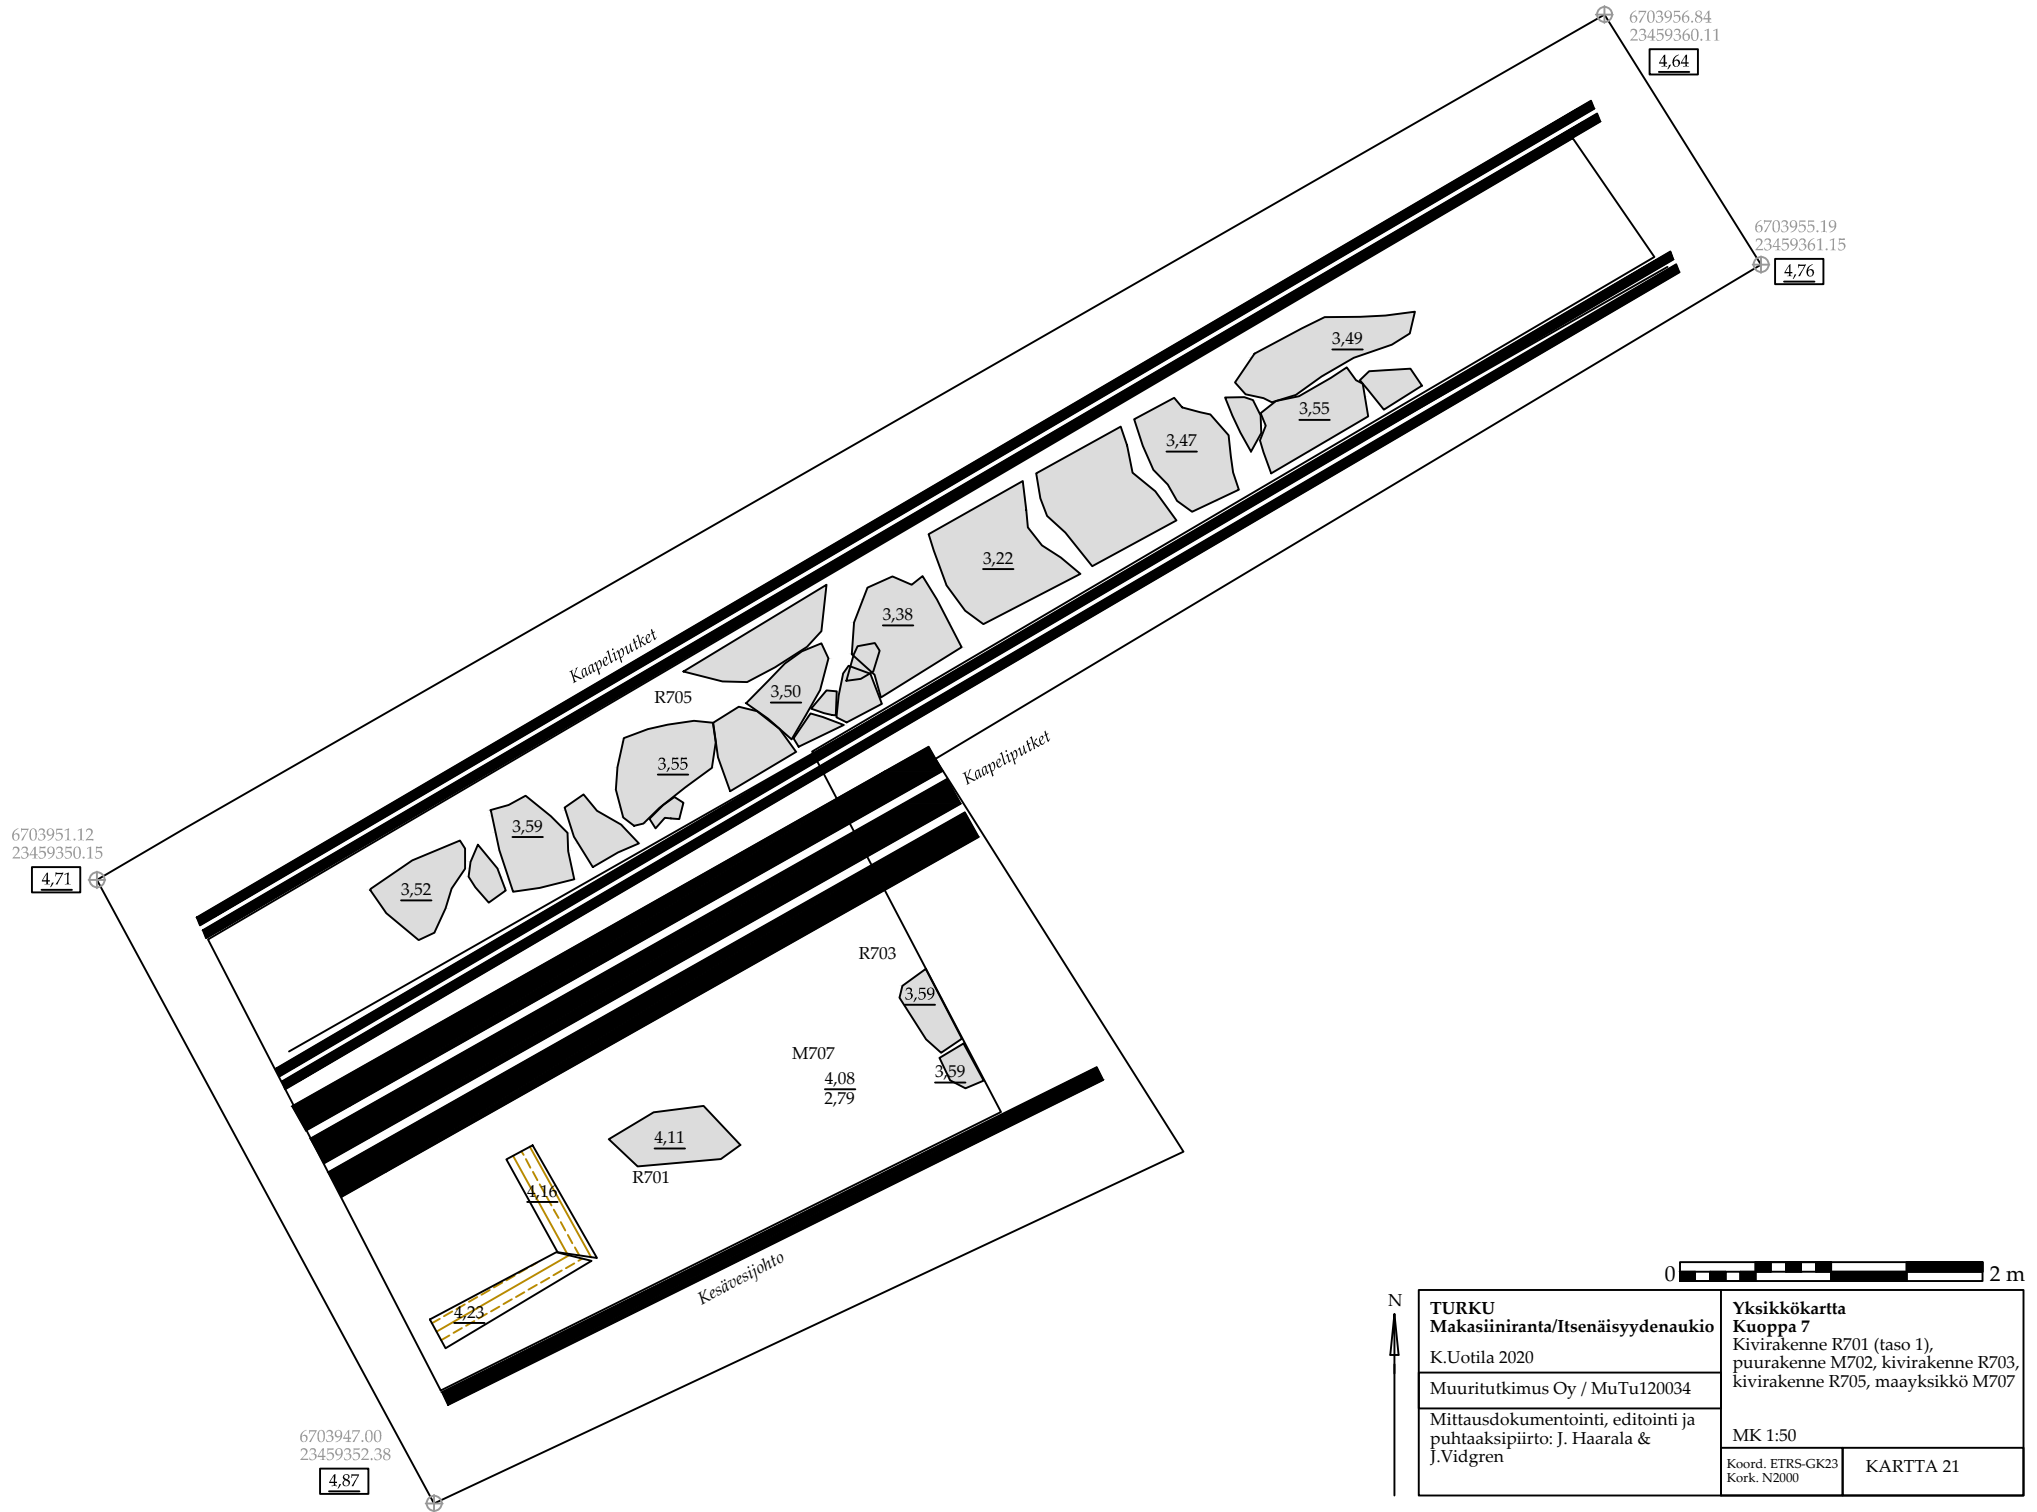 6703956.84
23459360.11
4,64
6703955.19
23459361.15
4,76
3,49
3,55
3,47
3,22
3,38
Kaapeliputket
R705
3,50
3,55
Kaapeliputket
6703951.12
23459350.15
4,71
3,59
3,52
R703
3,59
M707
4,08
2,79
3,59
4,11
R701
4,16
4,23
Kesävesijohto
6703947.00
23459352.38
4,87
0 2 m
N
TURKU
Makasiiniranta/Itsenäisyydenaukio
K.Uotila 2020
Muuritutkimus Oy / MuTu120034
Mittausdokumentointi, editointi ja
puhtaaksipiirto: J. Haarala &
J.Vidgren
Yksikkökartta
Kuoppa 7
Kivirakenne R701 (taso 1),
puurakenne M702, kivirakenne R703,
kivirakenne R705, maayksikkö M707
MK 1:50
Koord. ETRS-GK23
Kork. N2000
KARTTA 21